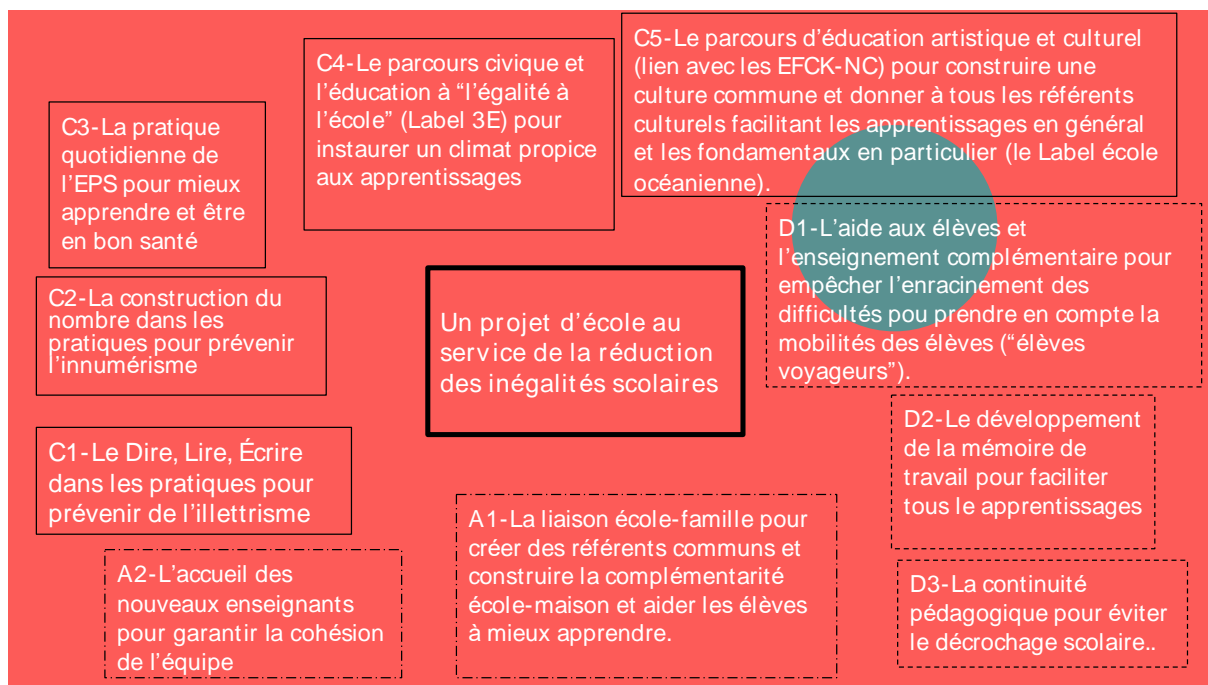 C5-Le parcours d'éducation artistique et culturel
(lien avec les EFCK-NC) pour construire une
culture commune et donner à tous les référents
culturels facilitant les apprentissages en général
et les fondamentaux en particulier (le Label école
océanienne).
C4-Le parcours civique et
l'éducation à “l'égalité à
l'école” (Label 3E) pour
instaurer un climat propice
aux apprentissages
C3-La pratique
quotidienne de
l'EPS pour mieux
apprendre et être
en bon santé
D1-L'aide aux élèves et
l'enseignement complémentaire pour
empêcher l'enracinement des
difficultés pou prendre en compte la
mobilités des élèves (“élèves
voyageurs”).
C2-La construction du
nombre dans les
pratiques pour prévenir
l'innumérisme
Un projet d'école au
service de la réduction
des inégalités scolaires
D2-Le développement
de la mémoire de
travail pour faciliter
tous le apprentissages
C1-Le Dire, Lire, Écrire
dans les pratiques pour
prévenir de l'illettrisme
A1-La liaison école-famille pour
créer des référents communs et
construire la complémentarité
école-maison et aider les élèves
à mieux apprendre.
A2-L'accueil des
nouveaux enseignants
pour garantir la cohésion
de l'équipe
D3-La continuité
pédagogique pour éviter
le décrochage scolaire..